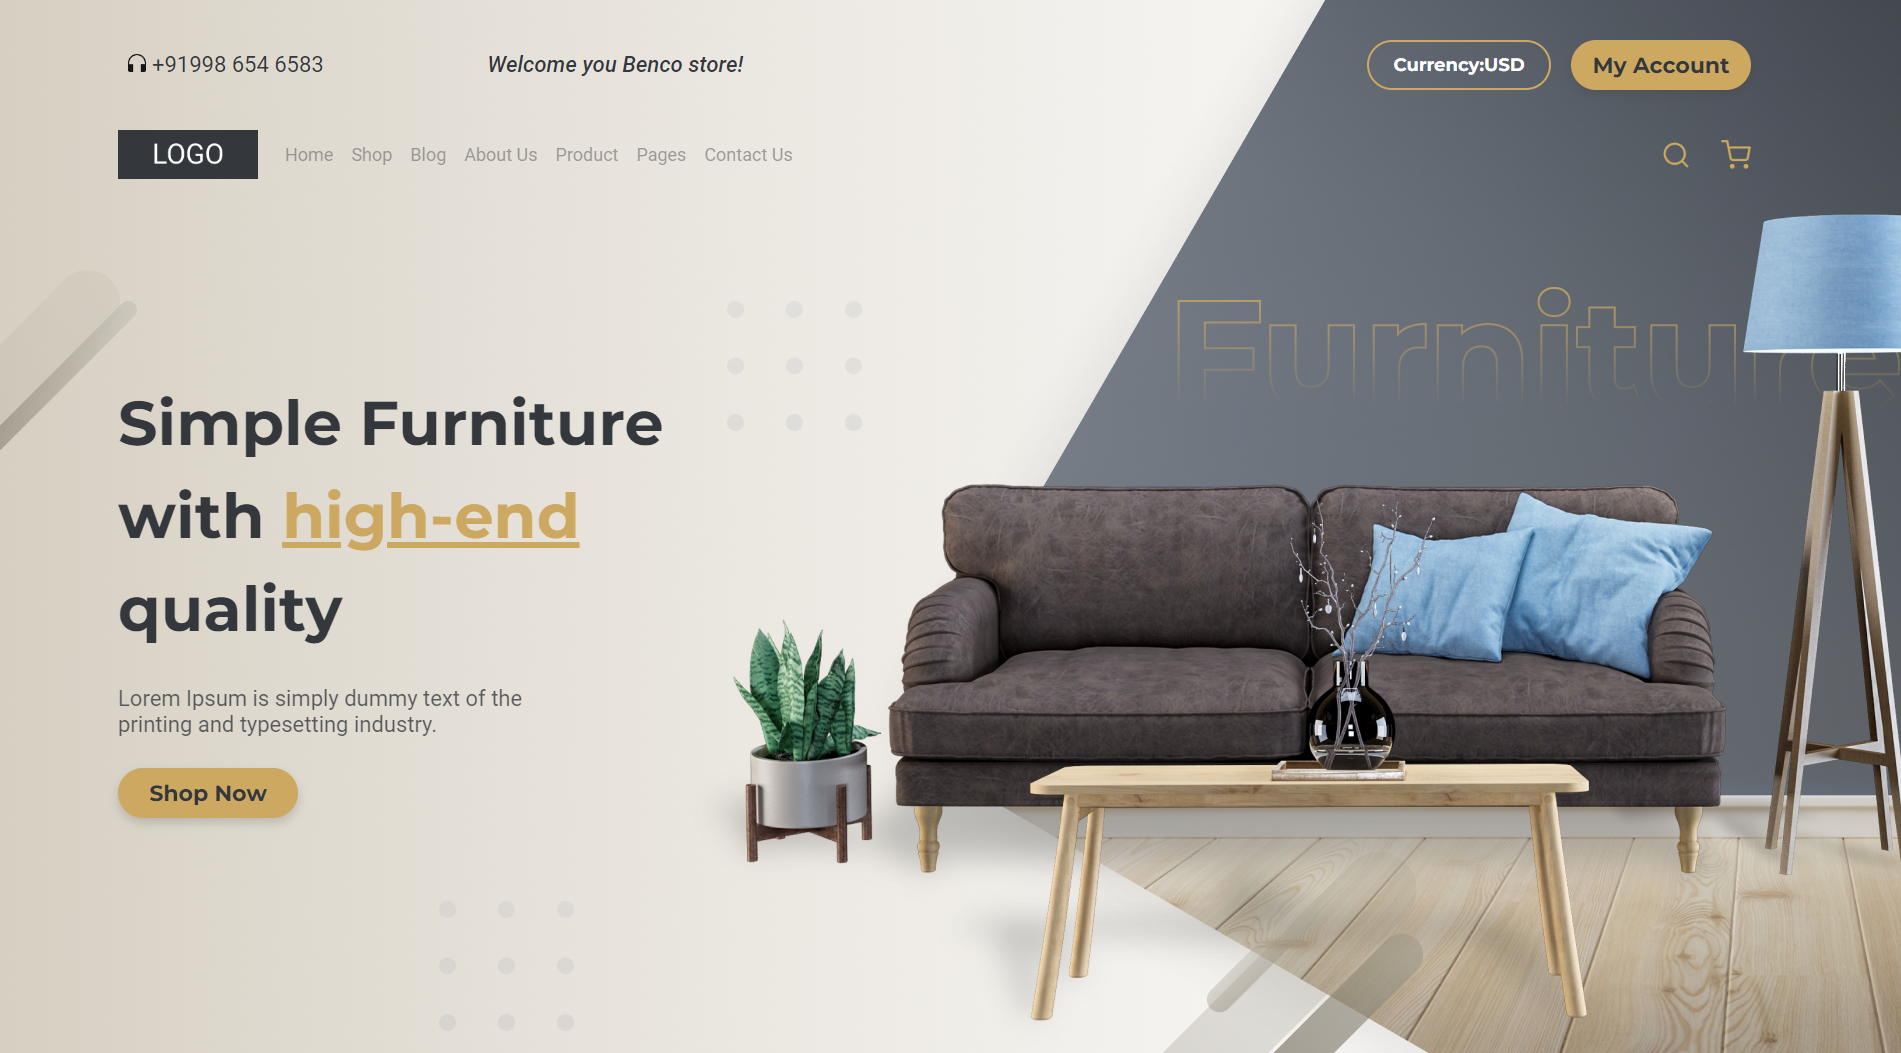 +91998 654 6583
Welcome you Benco store!
Currency:USD
My Account
LOGO
Home Shop Blog About Us Product Pages Contact Us
Furniture
Simple Furniture
with high-end
quality
Lorem Ipsum is simply dummy text of the
printing and typesetting industry.
Shop Now